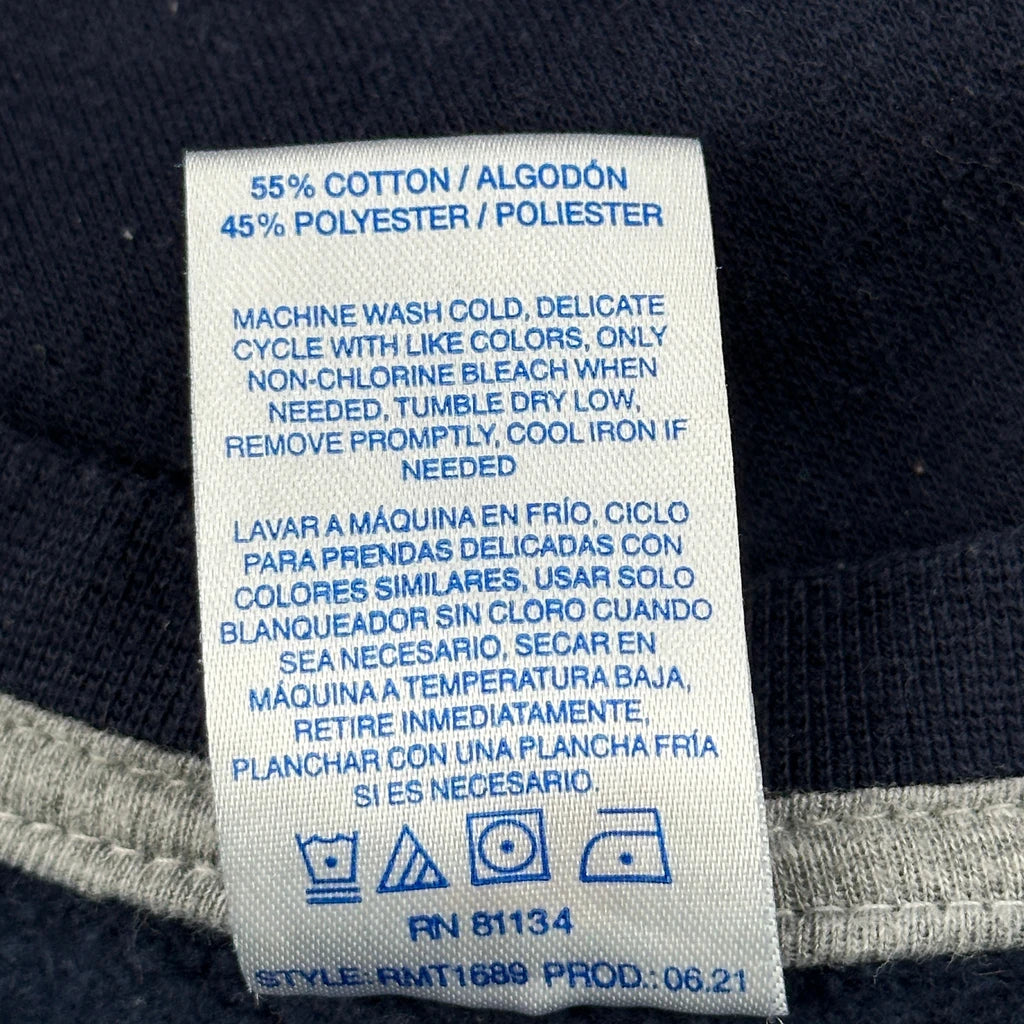 55% COTTON / ALGODÓN
45% POLYESTER / POLIESTER
MACHINE WASH COLD, DELICATE
CYCLE WITH LIKE COLORS, ONLY
NON-CHLORINE BLEACH WHEN
NEEDED, TUMBLE DRY LOW,
REMOVE PROMPTLY, COOL IRON IF
NEEDED
LAVAR A MÁQUINA EN FRÍO, CICLO
PARA PRENDAS DELICADAS CON
COLORES SIMILARES, USAR SOLO
BLANQUEADOR SIN CLORO CUANDO
SEA NECESARIO, SECAR EN
MÁQUINA A TEMPERATURA BAJA,
RETIRE INMEDIATAMENTE,
PLANCHAR CON UNA PLANCHA FRÍA
SI ES NECESARIO.
RN 81134
STYLE: RMT1689 PROD.: 06.21